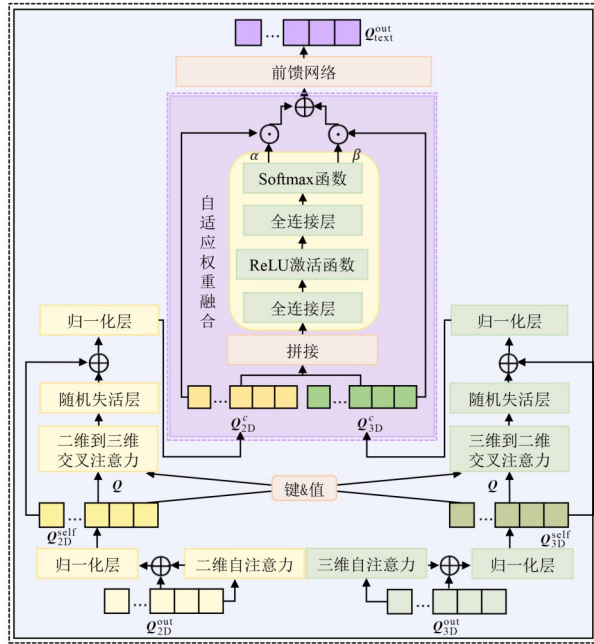 ... Q_text^out
前馈网络
α β
Softmax函数
全连接层
ReLU激活函数
全连接层
拼接
自适应权重融合
... ...
Q_2D^c Q_3D^c
归一化层 归一化层
随机失活层 随机失活层
二维到三维 三维到二维
交叉注意力 交叉注意力
Q 键&值 Q
... ...
Q_2D^self Q_3D^self
归一化层 二维自注意力 三维自注意力 归一化层
... ...
Q_2D^out Q_3D^out